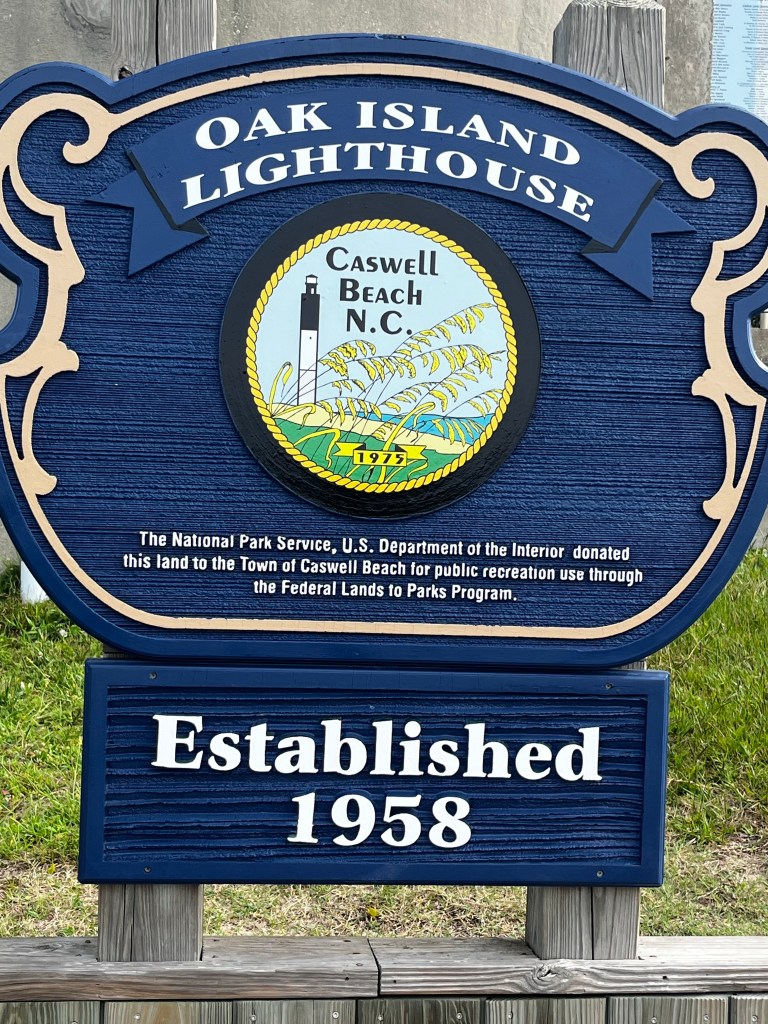 OAK ISLAND
LIGHTHOUSE
CASWELL
BEACH
N.C.
1975
The National Park Service, U.S. Department of the Interior donated
this land to the Town of Caswell Beach for public recreation use through
the Federal Lands to Parks Program.
Established
1958